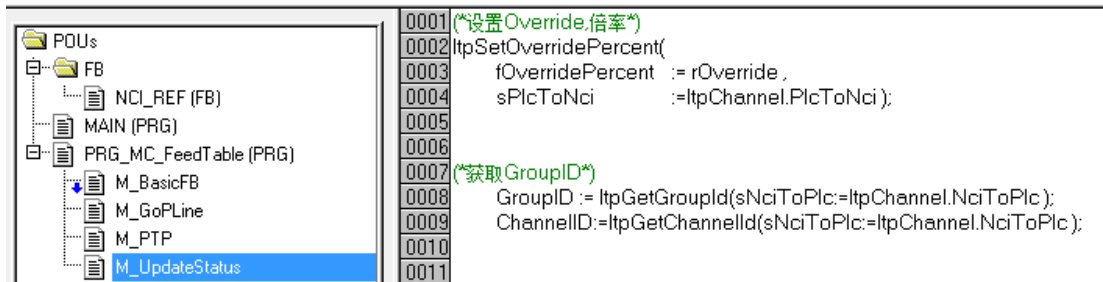 POUs
FB
NCI_REF (FB)
MAIN (PRG)
PRG_MC_FeedTable (PRG)
M_BasicFB
M_GoPLine
M_PTP
M_UpdateStatus
0001 (*设置Override,倍率*)
0002 ItpSetOverridePercent(
0003 fOverridePercent := rOverride ,
0004 sPlcToNci :=ItpChannel.PlcToNci );
0005
0006
0007 (*获取GroupID*)
0008 GroupID := ItpGetGroupId(sNciToPlc:=ItpChannel.NciToPlc );
0009 ChannelID:=ItpGetChannelId(sNciToPlc:=ItpChannel.NciToPlc );
0010
0011